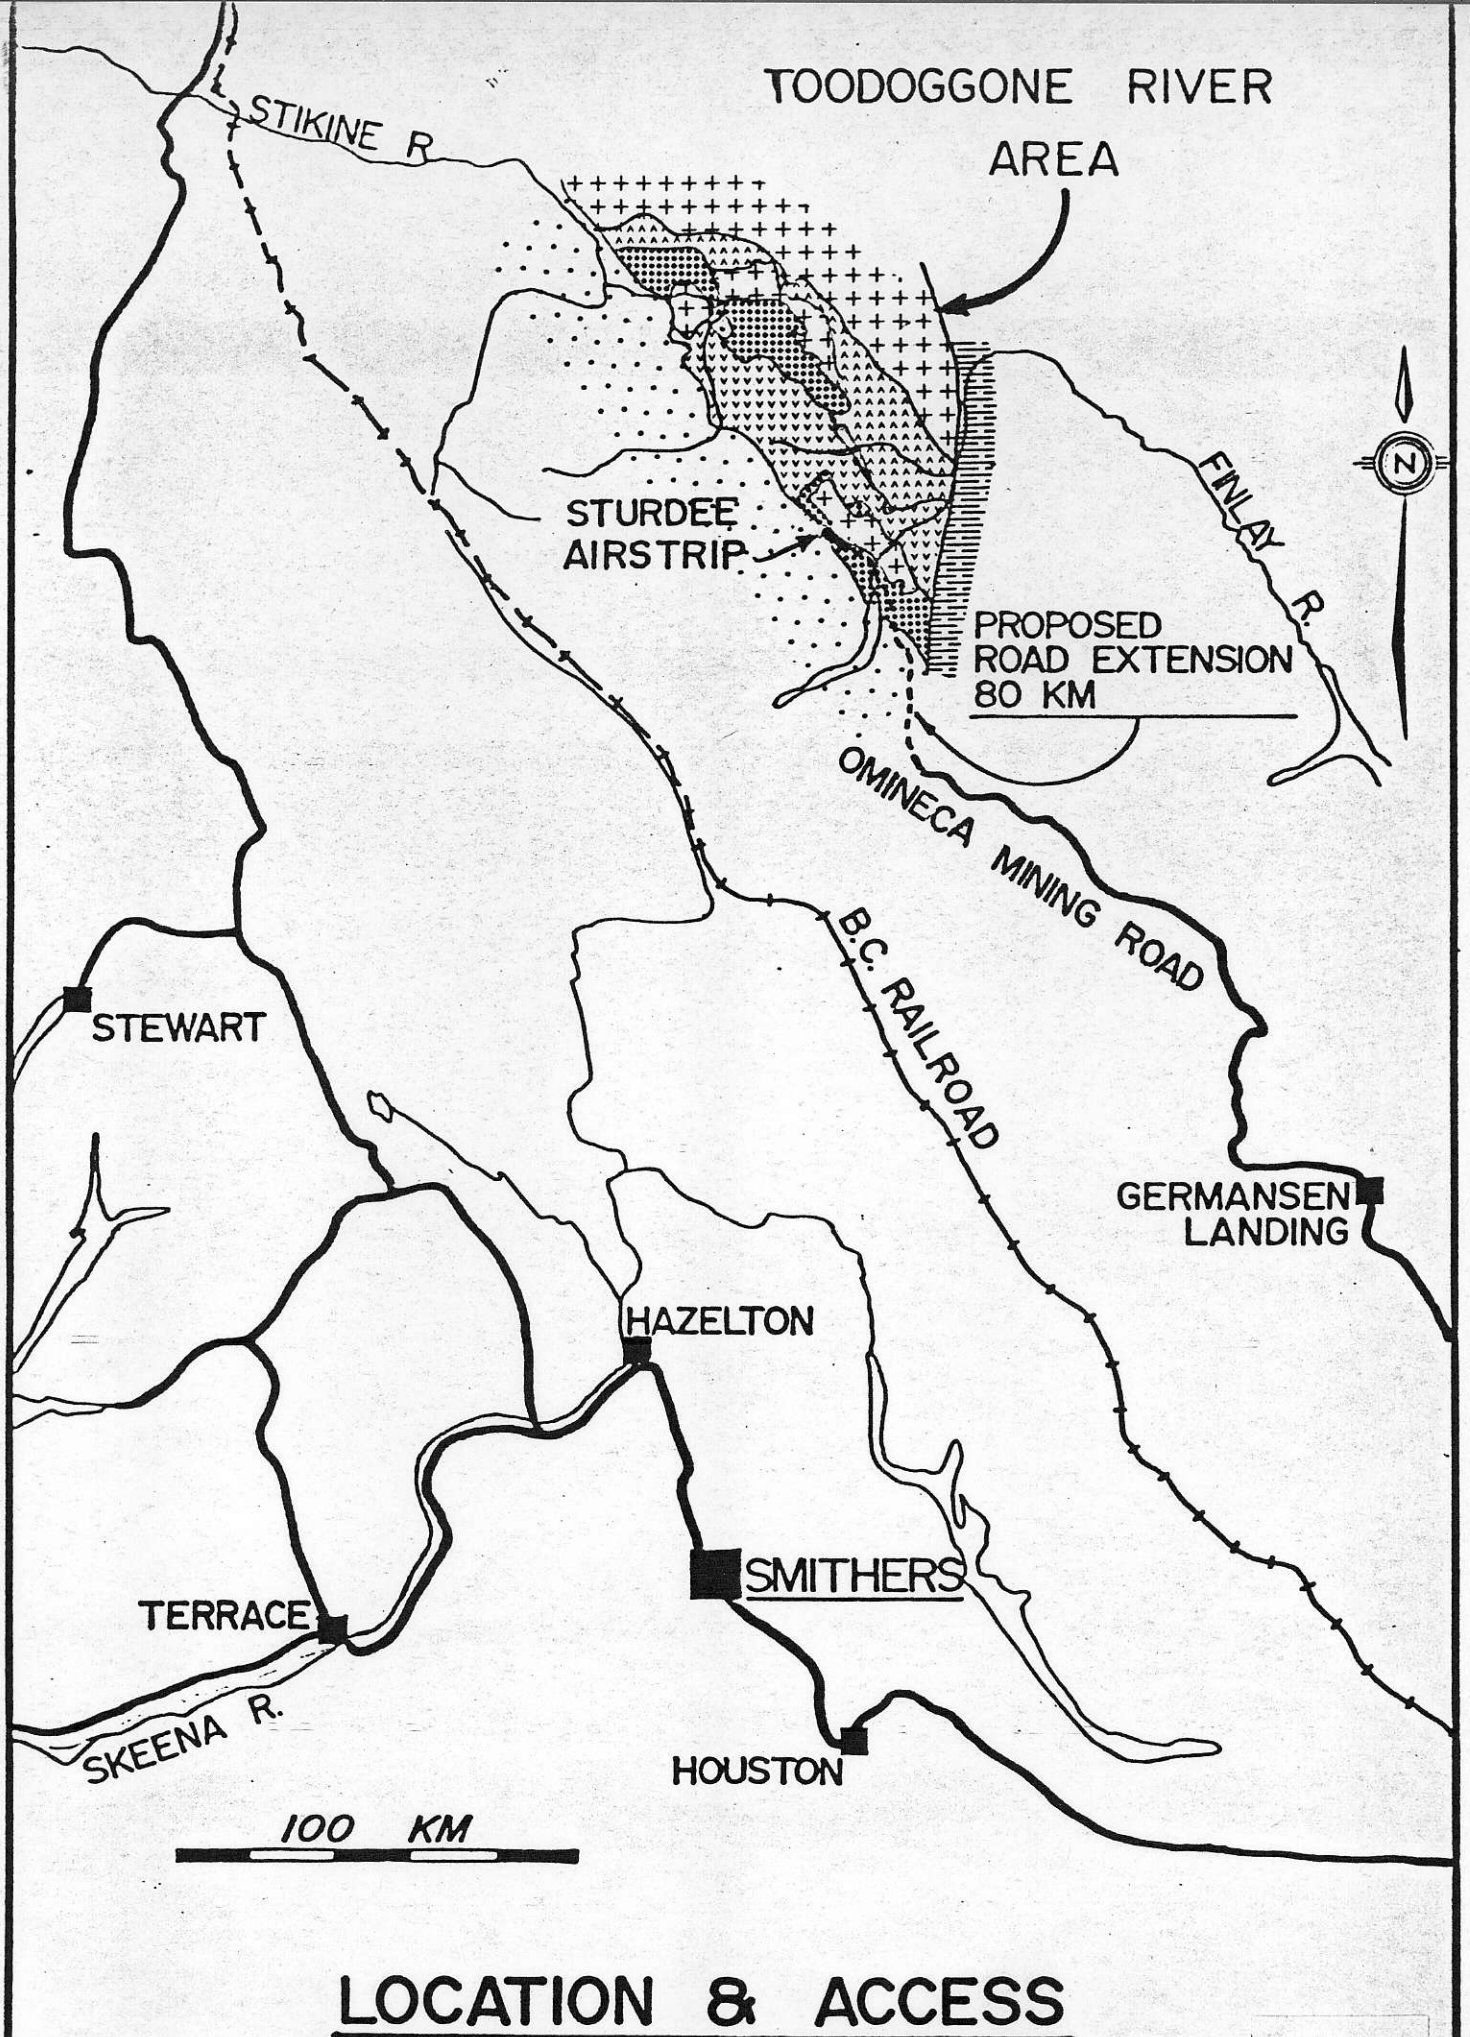 TOODOGGONE RIVER
AREA
STIKINE R
N
FINLAY R.
STURDEE
AIRSTRIP
PROPOSED
ROAD EXTENSION
80 KM
OMINECA MINING ROAD
B.C. RAILROAD
STEWART
GERMANSEN
LANDING
HAZELTON
SMITHERS
TERRACE
SKEENA R.
HOUSTON
100 KM
LOCATION & ACCESS